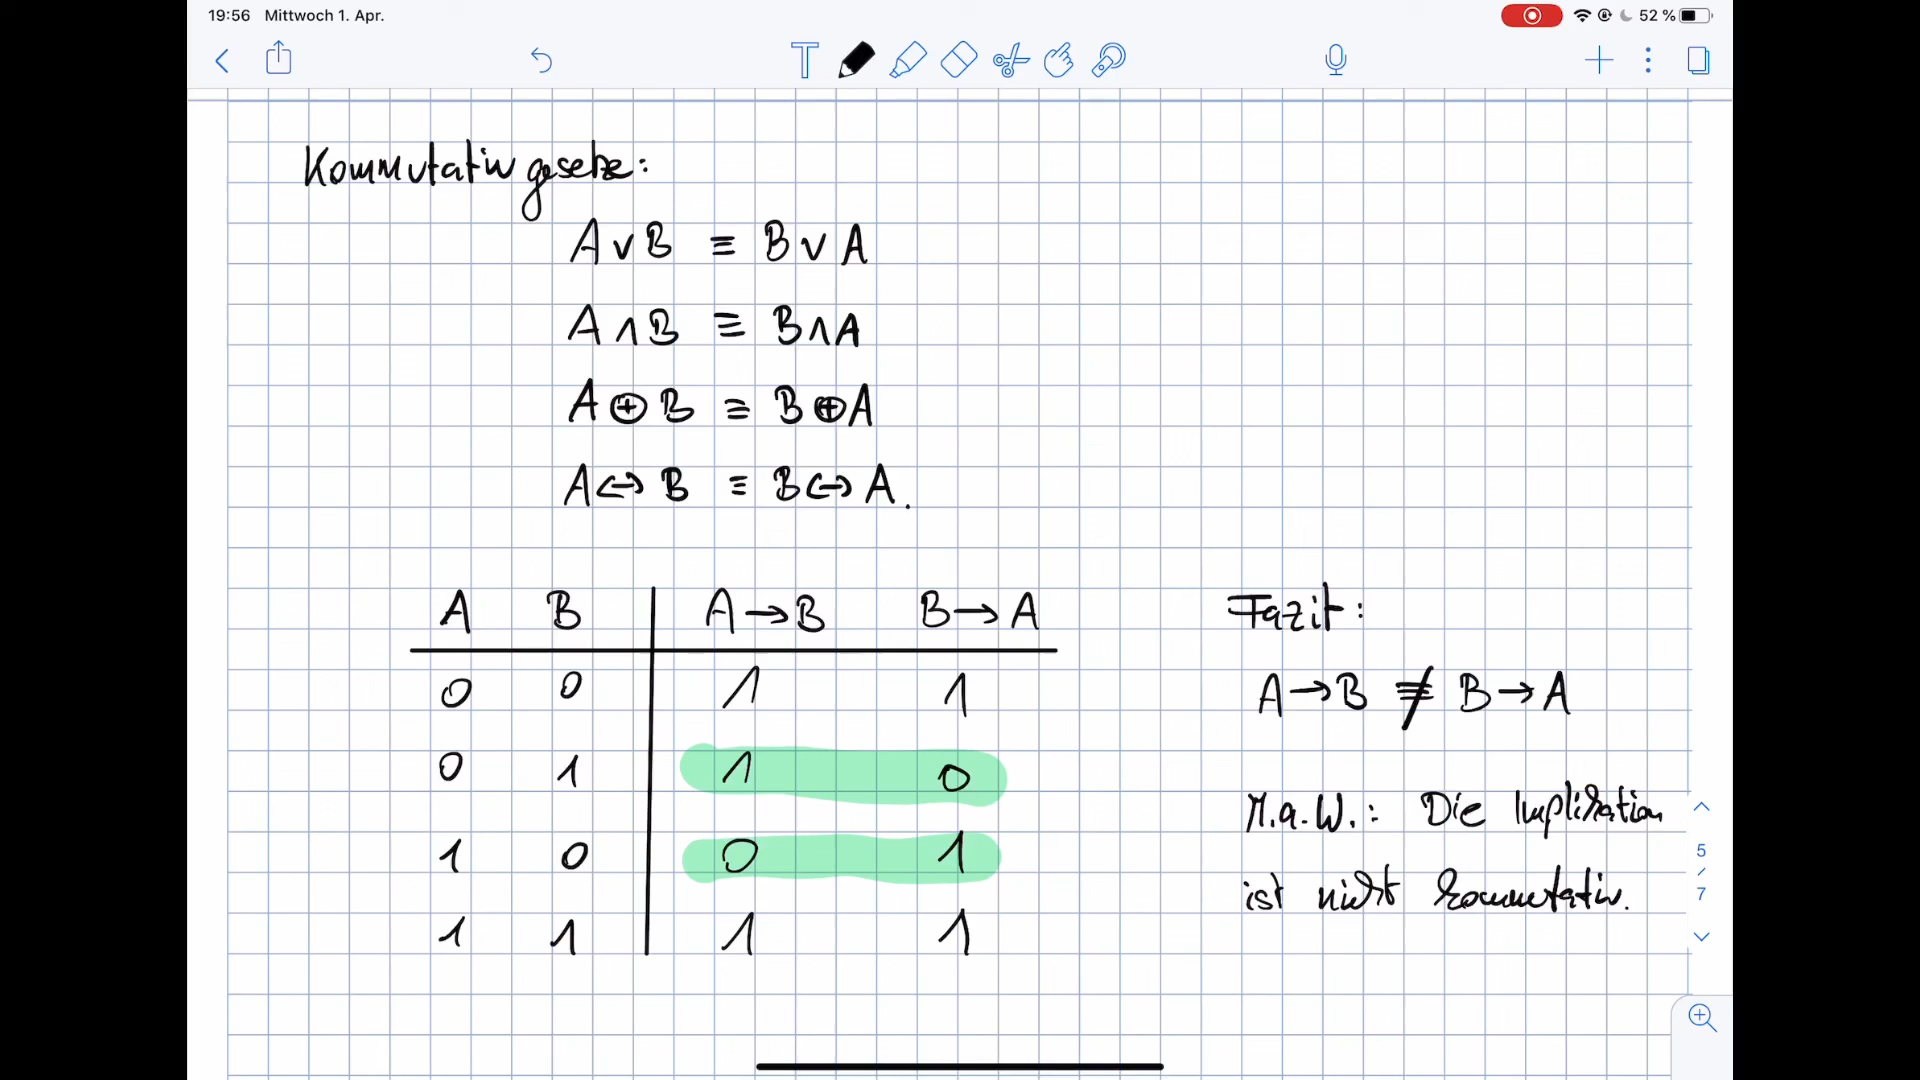 19:56 Mittwoch 1. Apr. 52 %
Kommutativgesetze:
A ∨ B ≡ B ∨ A
A ∧ B ≡ B ∧ A
A ⊕ B ≡ B ⊕ A
A ↔ B ≡ B ↔ A.
A B A → B B → A
0 0 1 1
0 1 1 0
1 0 0 1
1 1 1 1
Fazit:
A → B ≢ B → A
M.a.W.: Die Implikation
ist nicht kommutativ.
5
/
7